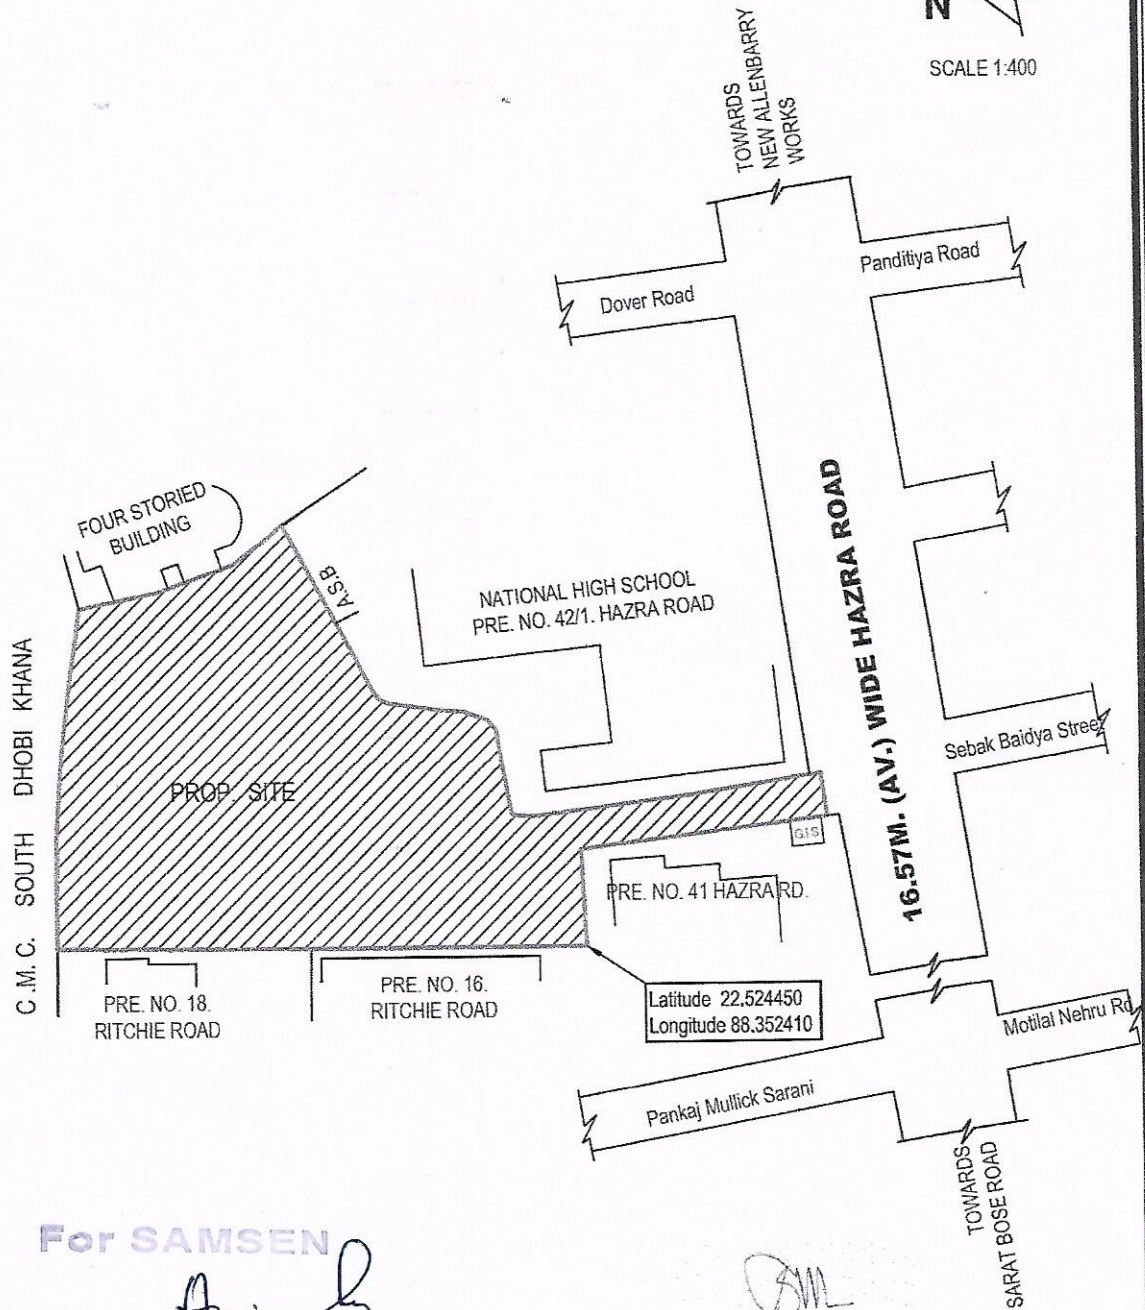 N
SCALE 1:400
TOWARDS
NEW ALLENBARRY
WORKS
Panditiya Road
Dover Road
FOUR STORIED
BUILDING
A.S.B
NATIONAL HIGH SCHOOL
PRE. NO. 42/1. HAZRA ROAD
16.57M. (AV.) WIDE HAZRA ROAD
Sebak Baidya Street
C.M.C. SOUTH DHOBI KHANA
PROP. SITE
GIS
PRE. NO. 41 HAZRA RD.
PRE. NO. 18.
RITCHIE ROAD
PRE. NO. 16.
RITCHIE ROAD
Latitude 22.524450
Longitude 88.352410
Motilal Nehru Rd
Pankaj Mullick Sarani
TOWARDS
SARAT BOSE ROAD
For SAMSEN